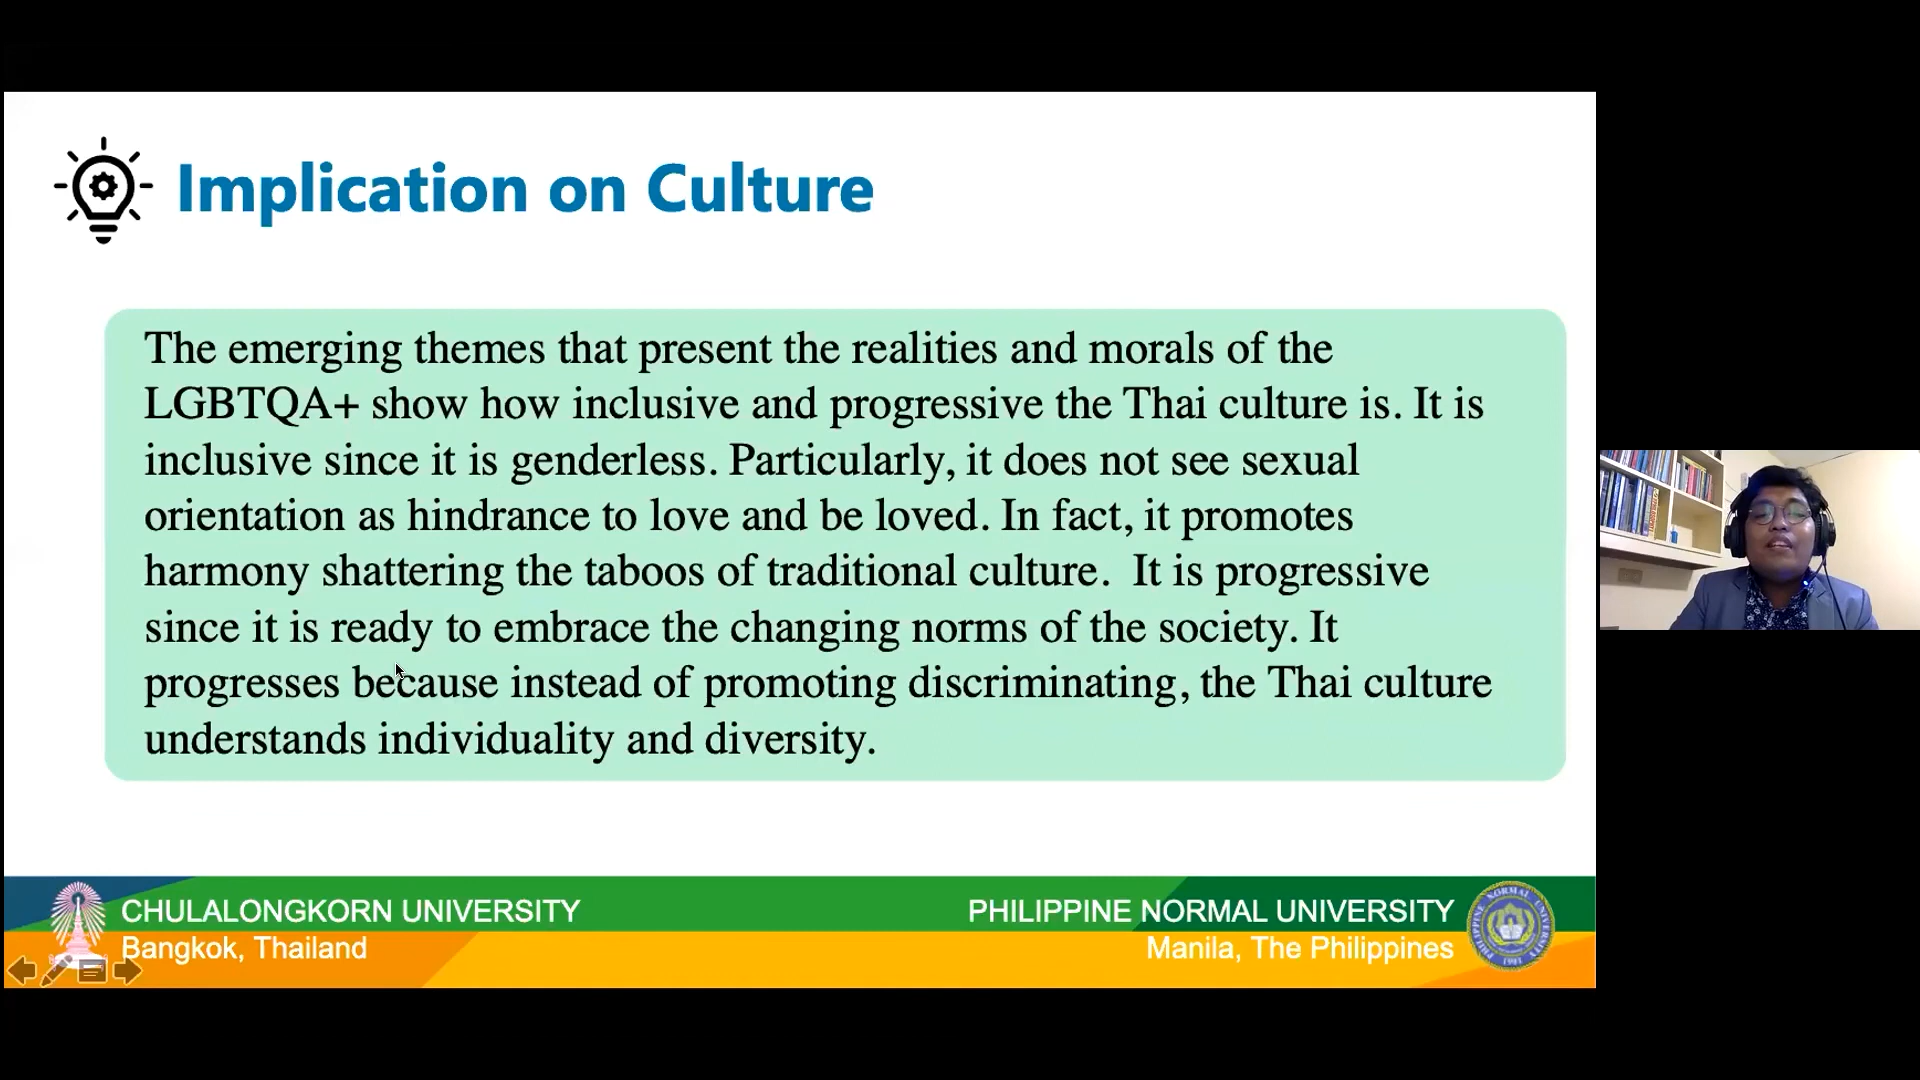 Implication on Culture
The emerging themes that present the realities and morals of the
LGBTQA+ show how inclusive and progressive the Thai culture is. It is
inclusive since it is genderless. Particularly, it does not see sexual
orientation as hindrance to love and be loved. In fact, it promotes
harmony shattering the taboos of traditional culture. It is progressive
since it is ready to embrace the changing norms of the society. It
progresses because instead of promoting discriminating, the Thai culture
understands individuality and diversity.
CHULALONGKORN UNIVERSITY
Bangkok, Thailand
PHILIPPINE NORMAL UNIVERSITY
Manila, The Philippines
PHILIPPINE NORMAL UNIVERSITY
1901